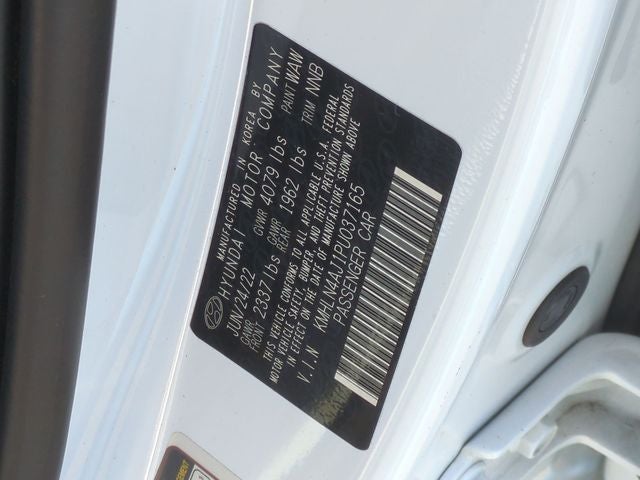 MANUFACTURED IN KOREA BY
HYUNDAI MOTOR COMPANY
JUN/24/22 GVWR 4079 lbs PAINT WAW
GAWR FRONT 2337 lbs GAWR REAR 1962 lbs TRIM NNB
THIS VEHICLE CONFORMS TO ALL APPLICABLE U.S.A. FEDERAL
MOTOR VEHICLE SAFETY, BUMPER, AND THEFT PREVENTION STANDARDS
IN EFFECT ON THE DATE OF MANUFACTURE SHOWN ABOVE
V.I.N KMHLN4AJ1PU037165
PASSENGER CAR